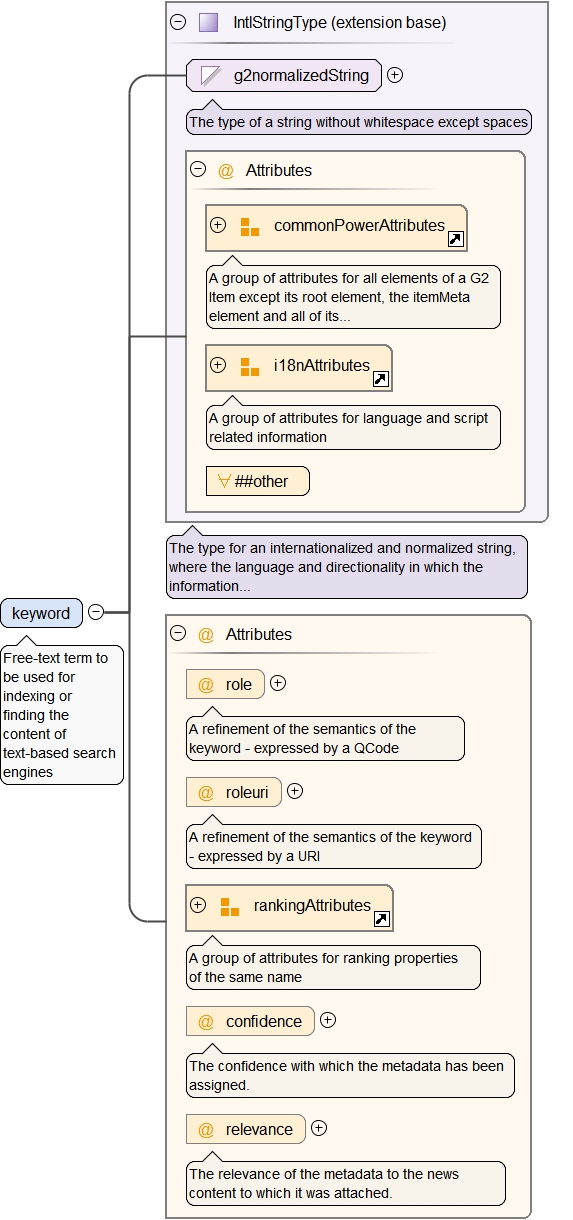 IntlStringType (extension base)
g2normalizedString
The type of a string without whitespace except spaces
@ Attributes
commonPowerAttributes
A group of attributes for all elements of a G2
Item except its root element, the itemMeta
element and all of its...
i18nAttributes
A group of attributes for language and script
related information
∀ ##other
The type for an internationalized and normalized string,
where the language and directionality in which the
information...
keyword
Free-text term to
be used for
indexing or
finding the
content of
text-based search
engines
@ Attributes
@ role
A refinement of the semantics of the
keyword - expressed by a QCode
@ roleuri
A refinement of the semantics of the keyword
- expressed by a URI
rankingAttributes
A group of attributes for ranking properties
of the same name
@ confidence
The confidence with which the metadata has been
assigned.
@ relevance
The relevance of the metadata to the news
content to which it was attached.